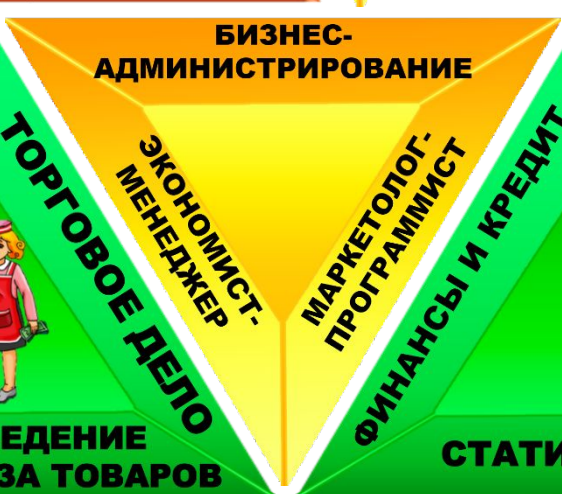 БИЗНЕС-
АДМИНИСТРИРОВАНИЕ
ТОРГОВОЕ ДЕЛО
ЭКОНОМИСТ-
МЕНЕДЖЕР
МАРКЕТОЛОГ-
ПРОГРАММИСТ
ФИНАНСЫ И КРЕДИТ
ЕДЕНИЕ
ЗА ТОВАРОВ
СТАТИ